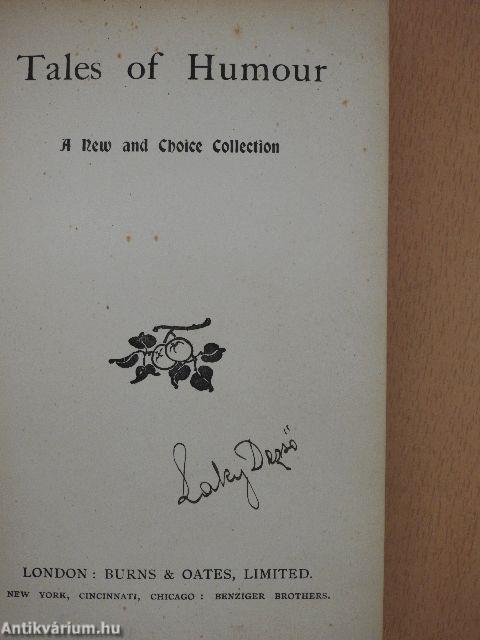 Tales of Humour
A New and Choice Collection
Laky Dezső
LONDON: BURNS & OATES, LIMITED.
NEW YORK, CINCINNATI, CHICAGO: BENZIGER BROTHERS.
Antikvárium.hu